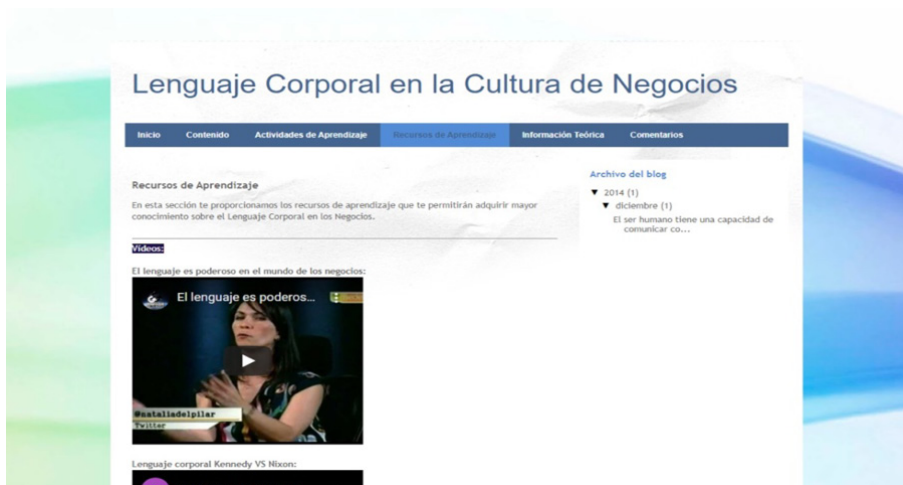 Lenguaje Corporal en la Cultura de Negocios
Inicio Contenido Actividades de Aprendizaje Recursos de Aprendizaje Información Teórica Comentarios
Recursos de Aprendizaje
En esta sección te proporcionamos los recursos de aprendizaje que te permitirán adquirir mayor
conocimiento sobre el Lenguaje Corporal en los Negocios.
Videos:
El lenguaje es poderoso en el mundo de los negocios:
El lenguaje es poderos...
@nataliadelpilar
Twitter
Lenguaje corporal Kennedy VS Nixon:
Archivo del blog
▼ 2014 (1)
▼ diciembre (1)
El ser humano tiene una capacidad de
comunicar co...